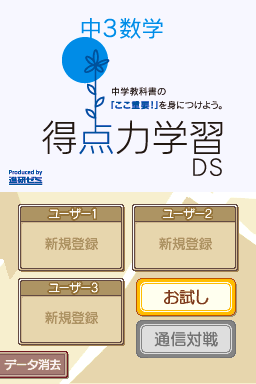 中3数学
中学教科書の
「ここ重要!」を身につけよう。
得点力学習
DS
Produced by
進研ゼミ
ユーザー1
新規登録
ユーザー2
新規登録
ユーザー3
新規登録
お試し
通信対戦
データ消去